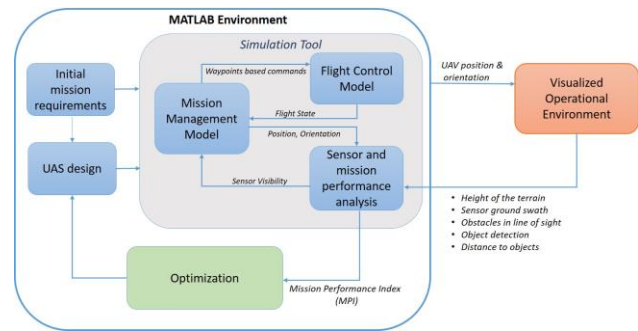 MATLAB Environment
Simulation Tool
Initial
mission
requirements
UAS design
Waypoints based commands
Flight Control
Model
Flight State
Mission
Management
Model
Position, Orientation
Sensor Visibility
Sensor and
mission
performance
analysis
Optimization
Mission Performance Index
(MPI)
UAV position &
orientation
Visualized
Operational
Environment
• Height of the terrain
• Sensor ground swath
• Obstacles in line of sight
• Object detection
• Distance to objects